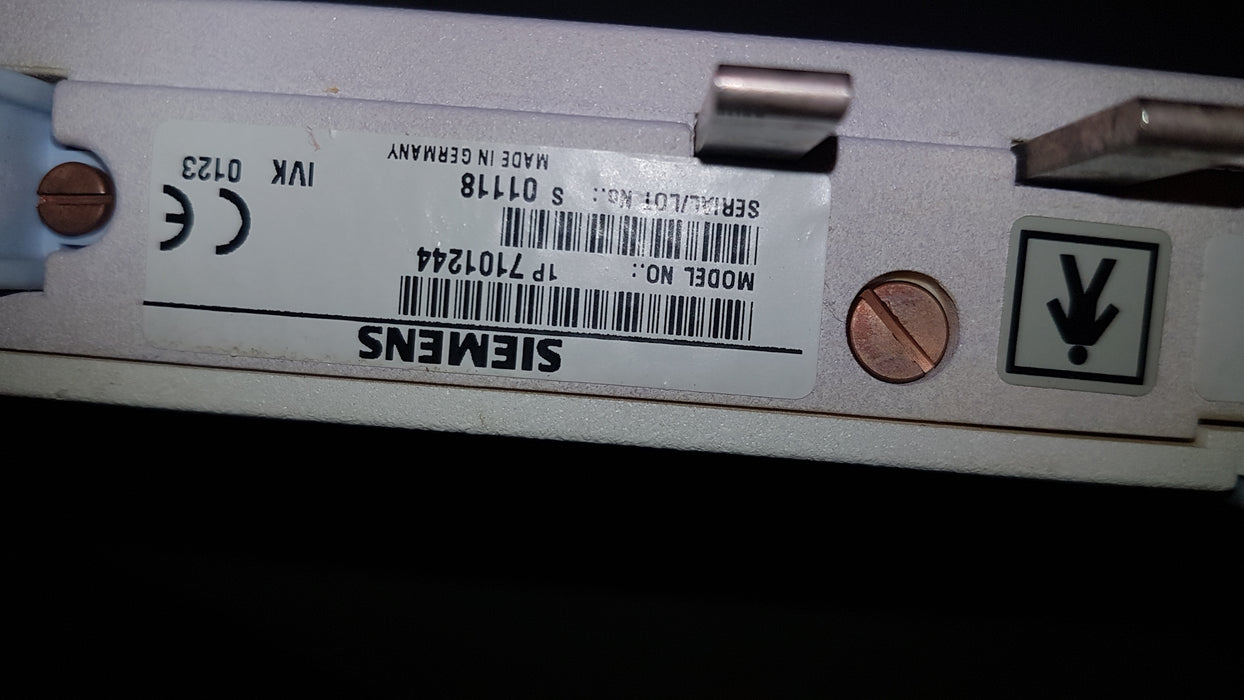 SIEMENS
MODEL NO.: 1P 7101244
SERIAL/LOT No.: S 01118
MADE IN GERMANY
CE
IVK 0123